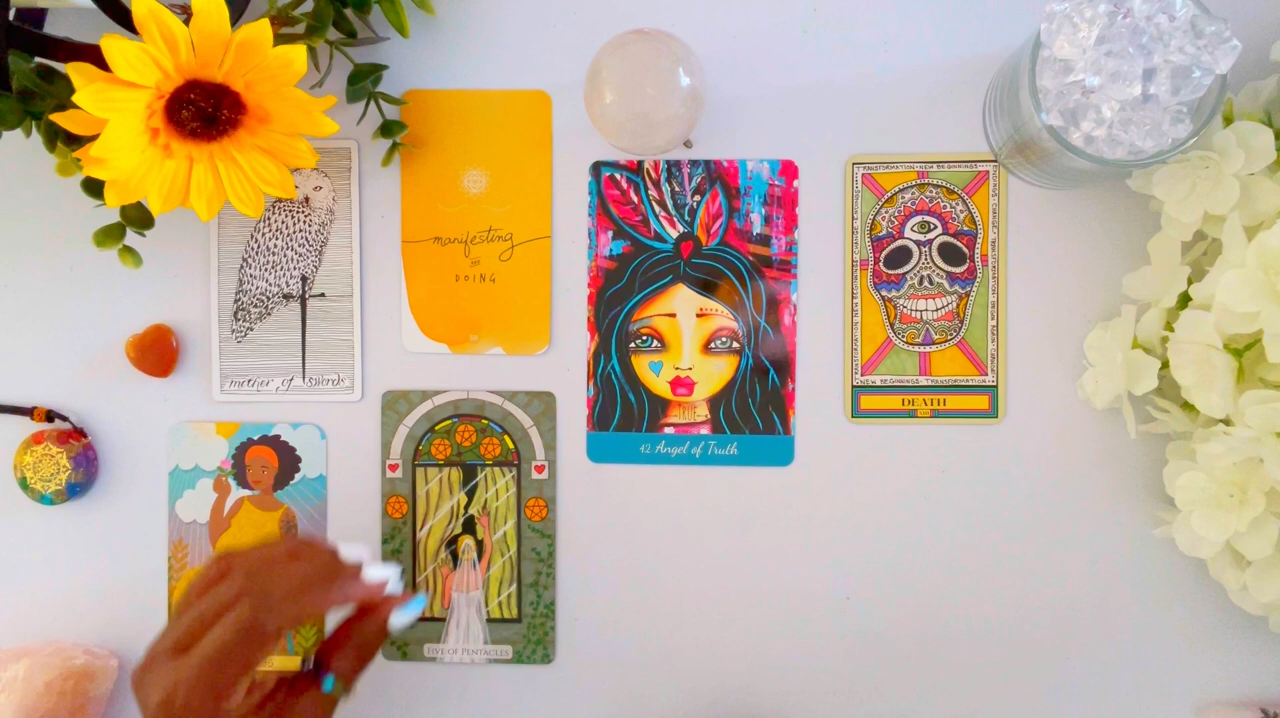 mother of swords
manifesting
DOING
42 Angel of Truth
TRUE
TRANSFORMATION • NEW BEGINNINGS
NEW BEGINNINGS - TRANSFORMATION
DEATH
XIII
FIVE OF PENTACLES